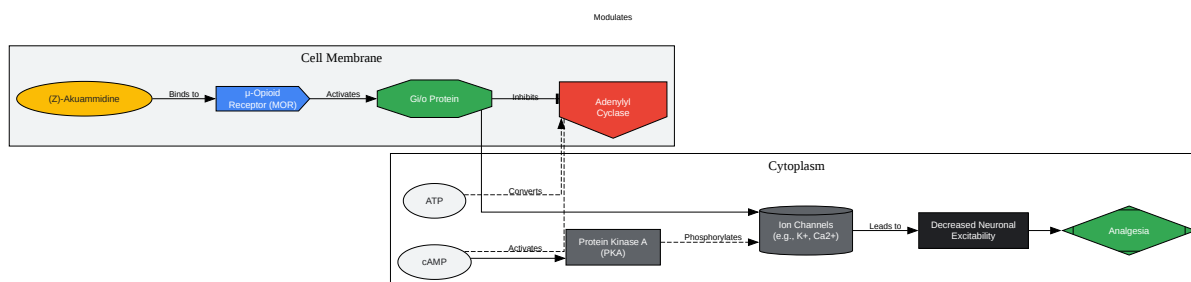 Modulates
Cell Membrane
(Z)-Akuammidine
Binds to
μ-Opioid
Receptor (MOR)
Activates
Gi/o Protein
Inhibits
Adenylyl
Cyclase
Cytoplasm
ATP
Converts
cAMP
Activates
Protein Kinase A
(PKA)
Phosphorylates
Ion Channels
(e.g., K+, Ca2+)
Leads to
Decreased Neuronal
Excitability
Analgesia